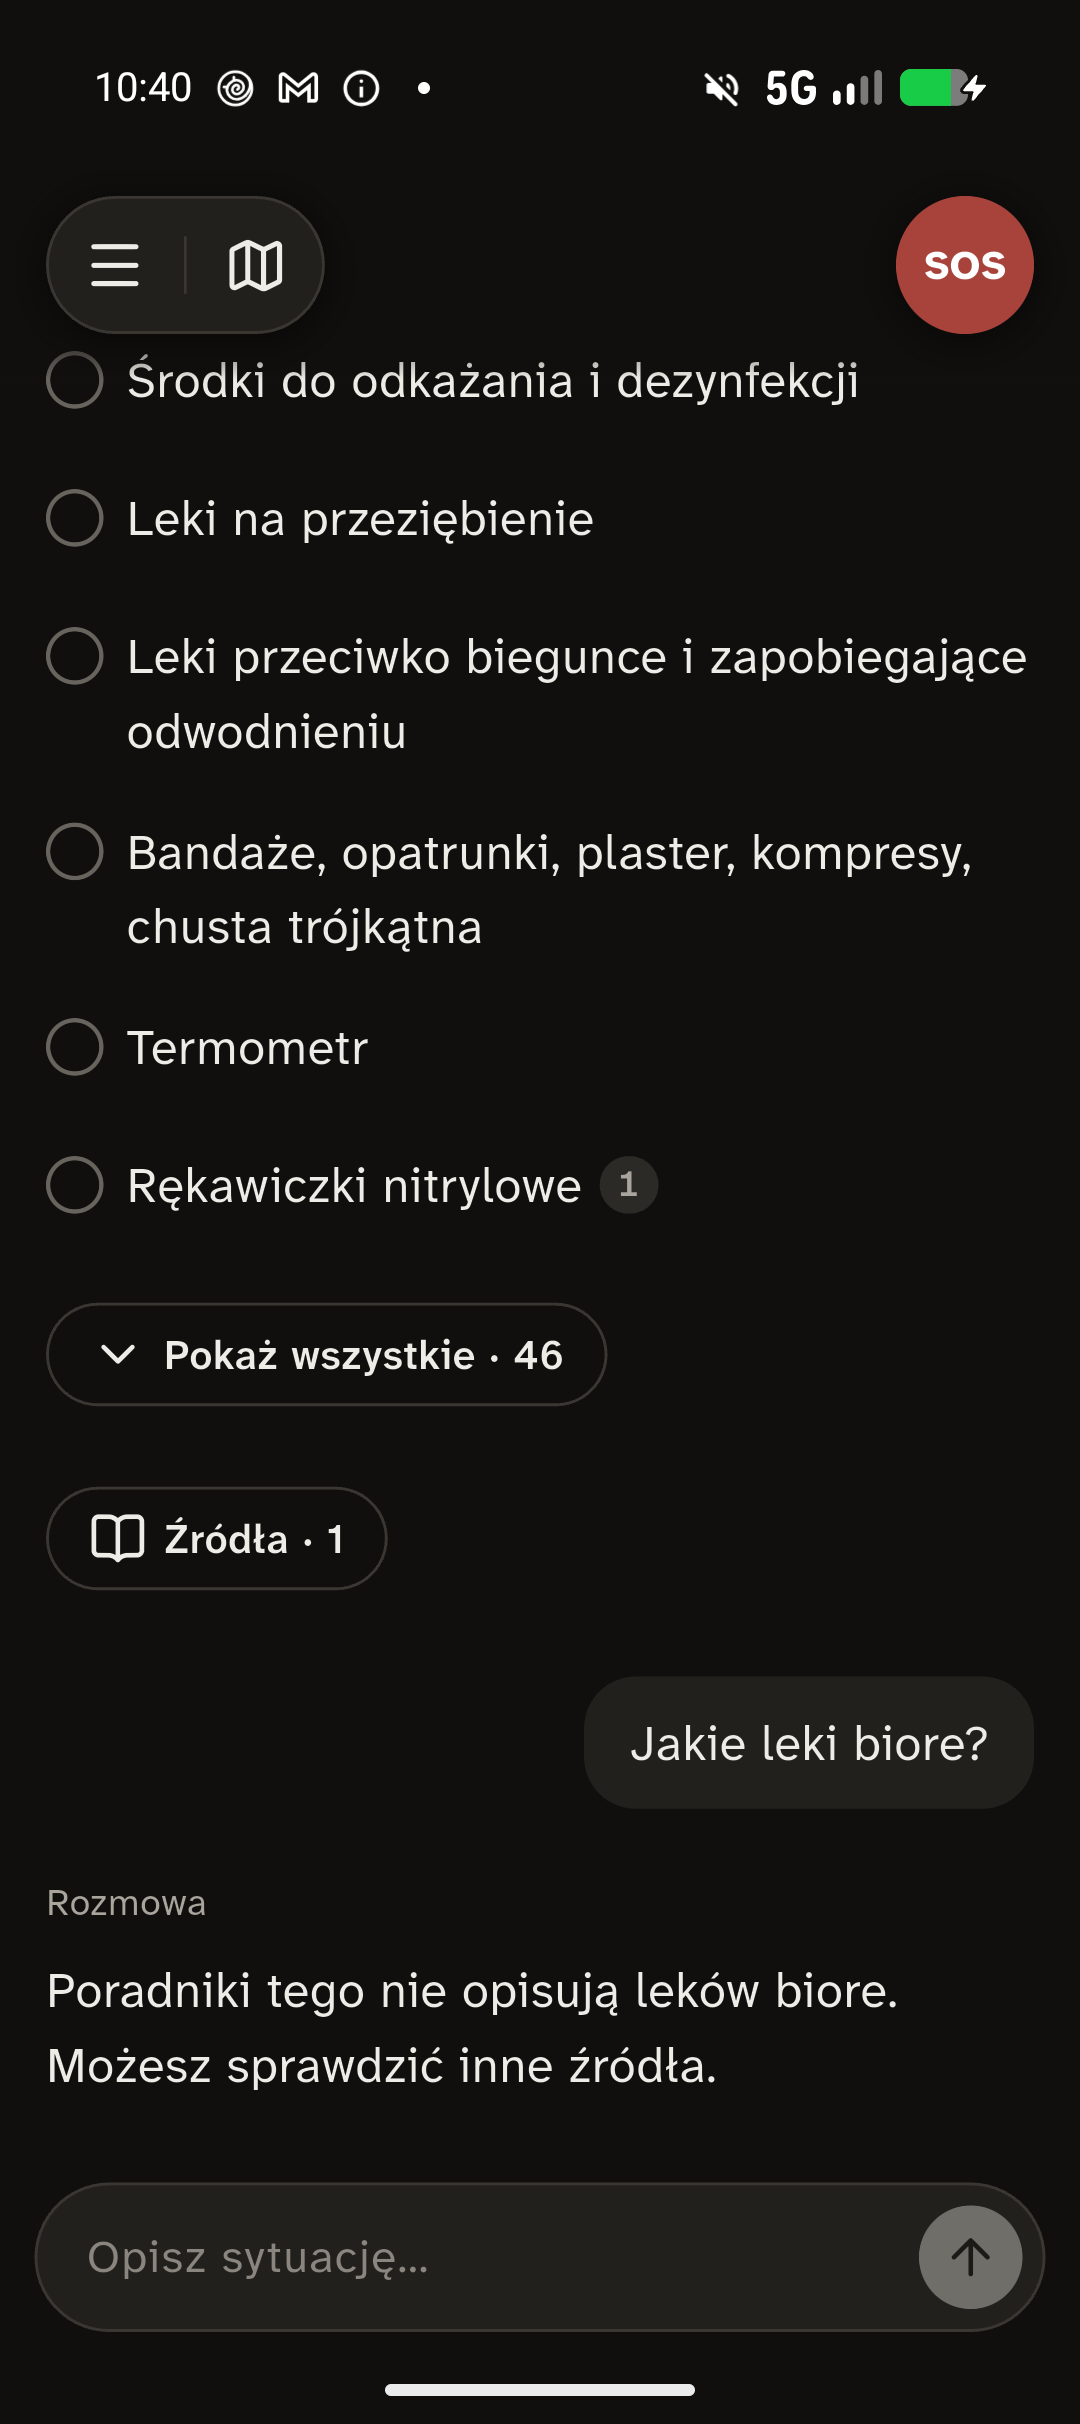 10:40
5G
SOS
Środki do odkażania i dezynfekcji
Leki na przeziębienie
Leki przeciwko biegunce i zapobiegające
odwodnieniu
Bandaże, opatrunki, plaster, kompresy,
chusta trójkątna
Termometr
Rękawiczki nitrylowe 1
Pokaż wszystkie · 46
Źródła · 1
Jakie leki biore?
Rozmowa
Poradniki tego nie opisują leków biore.
Możesz sprawdzić inne źródła.
Opisz sytuację...